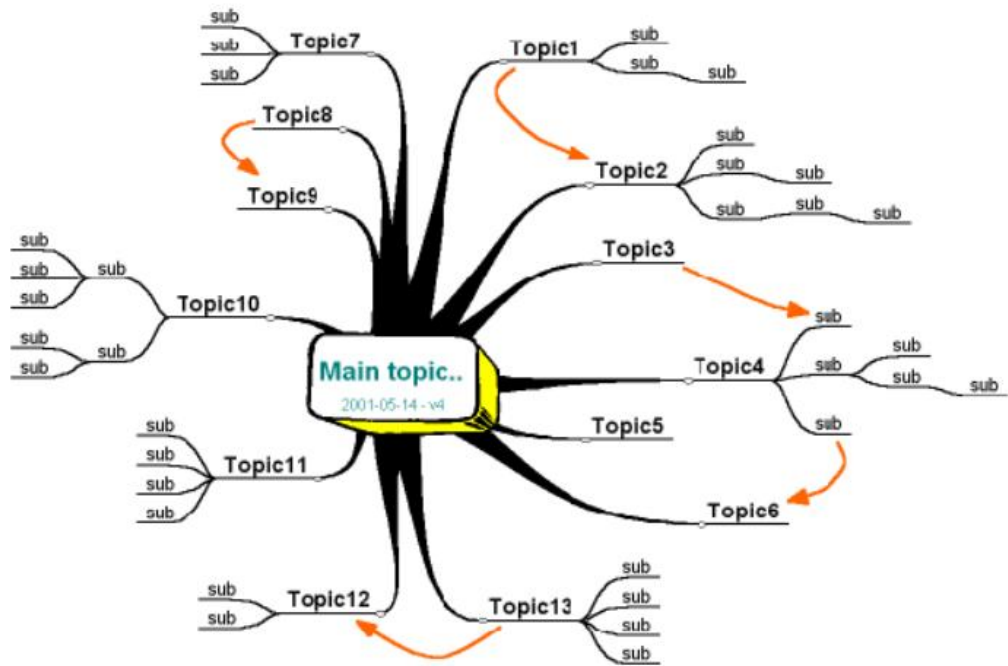 Main topic..
2001-05-14 - v4
Topic1
sub
sub
sub
Topic2
sub
sub
sub
sub
sub
sub
Topic3
Topic4
sub
sub
sub
sub
sub
sub
Topic5
Topic6
Topic7
sub
sub
sub
Topic8
Topic9
Topic10
sub
sub
sub
sub
sub
sub
sub
Topic11
sub
sub
sub
sub
Topic12
sub
sub
Topic13
sub
sub
sub
sub